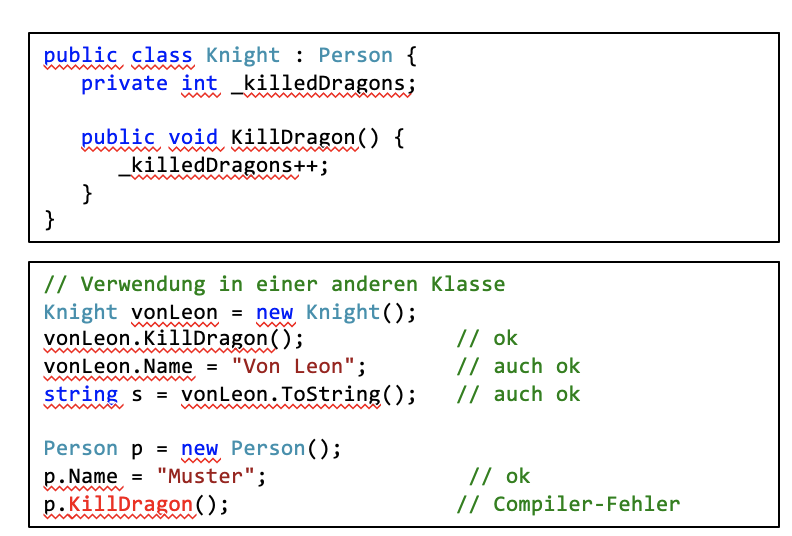 public class Knight : Person {
private int _killedDragons;
public void KillDragon() {
_killedDragons++;
}
}
// Verwendung in einer anderen Klasse
Knight vonLeon = new Knight();
vonLeon.KillDragon(); // ok
vonLeon.Name = "Von Leon"; // auch ok
string s = vonLeon.ToString(); // auch ok
Person p = new Person();
p.Name = "Muster"; // ok
p.KillDragon(); // Compiler-Fehler